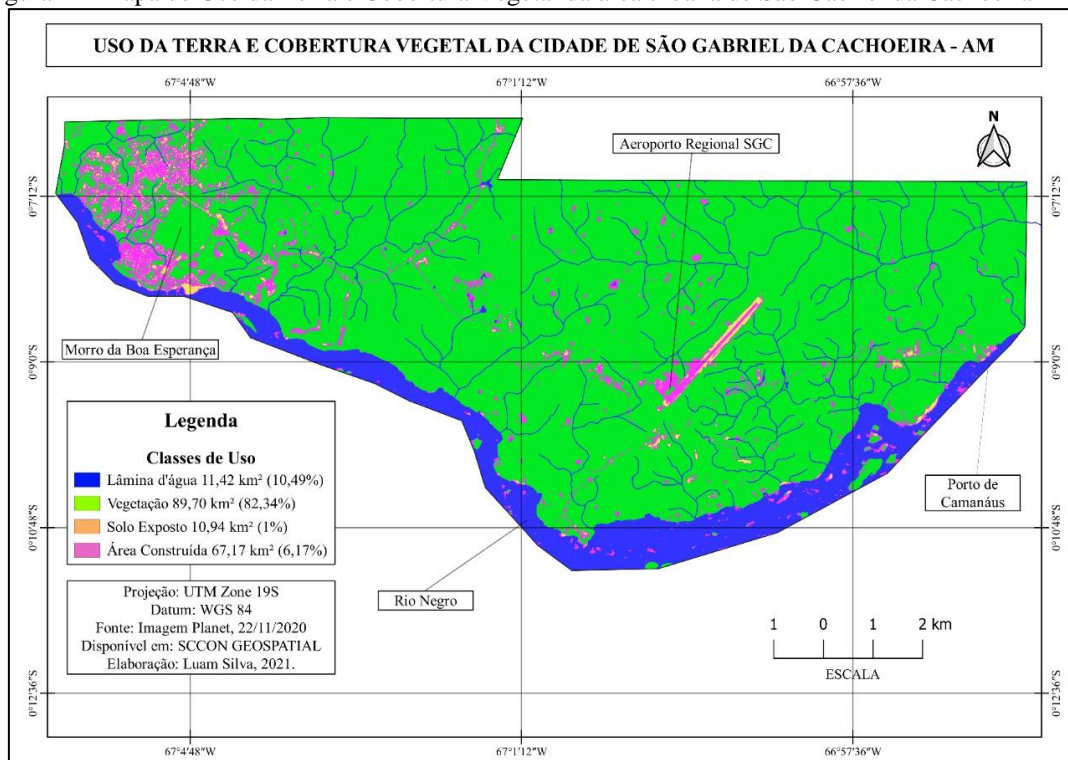 USO DA TERRA E COBERTURA VEGETAL DA CIDADE DE SÃO GABRIEL DA CACHOEIRA - AM
67°4'48"W
67°1'12"W
66°57'36"W
N
Aeroporto Regional SGC
0°7'12"S
0°7'12"S
Morro da Boa Esperança
0°9'0"S
0°9'0"S
Legenda
Classes de Uso
Lâmina d'água 11,42 km² (10,49%)
Vegetação 89,70 km² (82,34%)
Solo Exposto 10,94 km² (1%)
Área Construída 67,17 km² (6,17%)
Porto de
Camanáus
0°10'48"S
0°10'48"S
Rio Negro
Projeção: UTM Zone 19S
Datum: WGS 84
Fonte: Imagem Planet, 22/11/2020
Disponível em: SCCON GEOSPATIAL
Elaboração: Luam Silva, 2021.
1 0 1 2 km
ESCALA
0°12'36"S
0°12'36"S
67°4'48"W
67°1'12"W
66°57'36"W